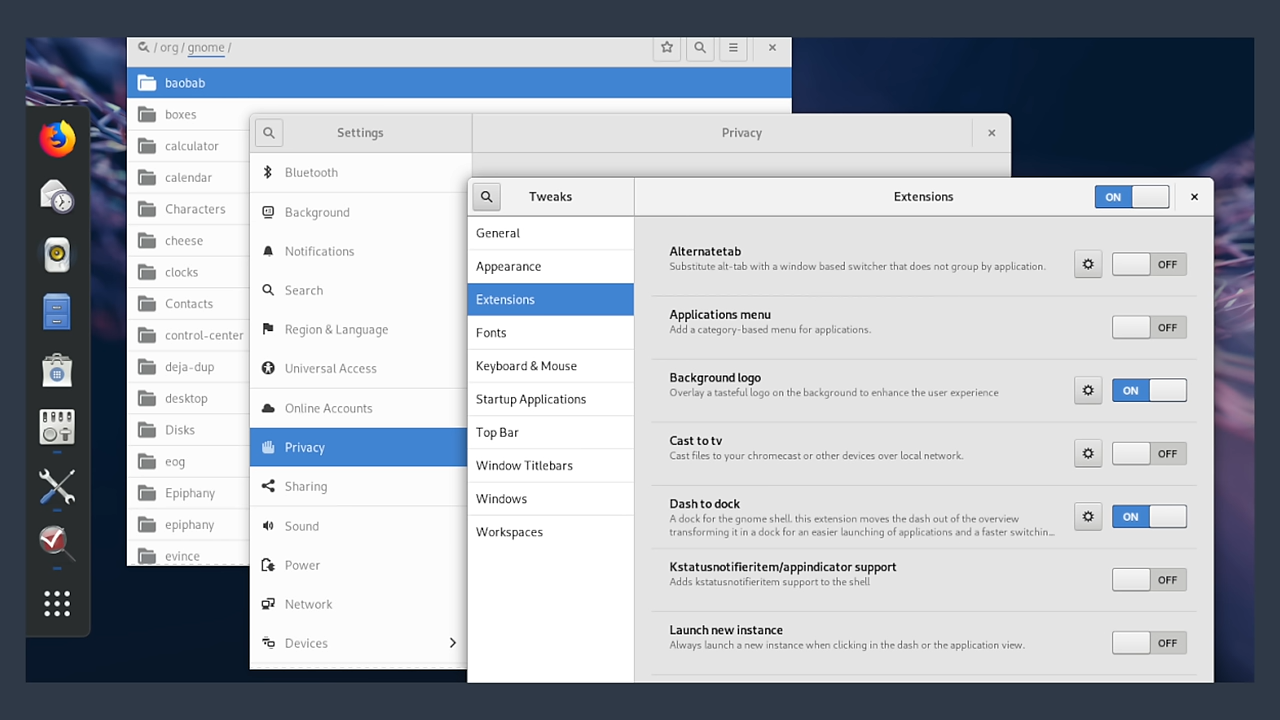 / org / gnome /
baobab
boxes
calculator
calendar
Characters
cheese
clocks
Contacts
control-center
deja-dup
desktop
Disks
eog
Epiphany
epiphany
evince
Settings
Privacy
Bluetooth
Background
Notifications
Search
Region & Language
Universal Access
Online Accounts
Privacy
Sharing
Sound
Power
Network
Devices
Tweaks
Extensions
ON
General
Appearance
Extensions
Fonts
Keyboard & Mouse
Startup Applications
Top Bar
Window Titlebars
Windows
Workspaces
Alternatetab
Substitute alt-tab with a window based switcher that does not group by application.
OFF
Applications menu
Add a category-based menu for applications.
OFF
Background logo
Overlay a tasteful logo on the background to enhance the user experience
ON
Cast to tv
Cast files to your chromecast or other devices over local network.
OFF
Dash to dock
A dock for the gnome shell. this extension moves the dash out of the overview
transforming it in a dock for an easier launching of applications and a faster switchin...
ON
Kstatusnotifieritem/appindicator support
Adds kstatusnotifieritem support to the shell
OFF
Launch new instance
Always launch a new instance when clicking in the dash or the application view.
OFF